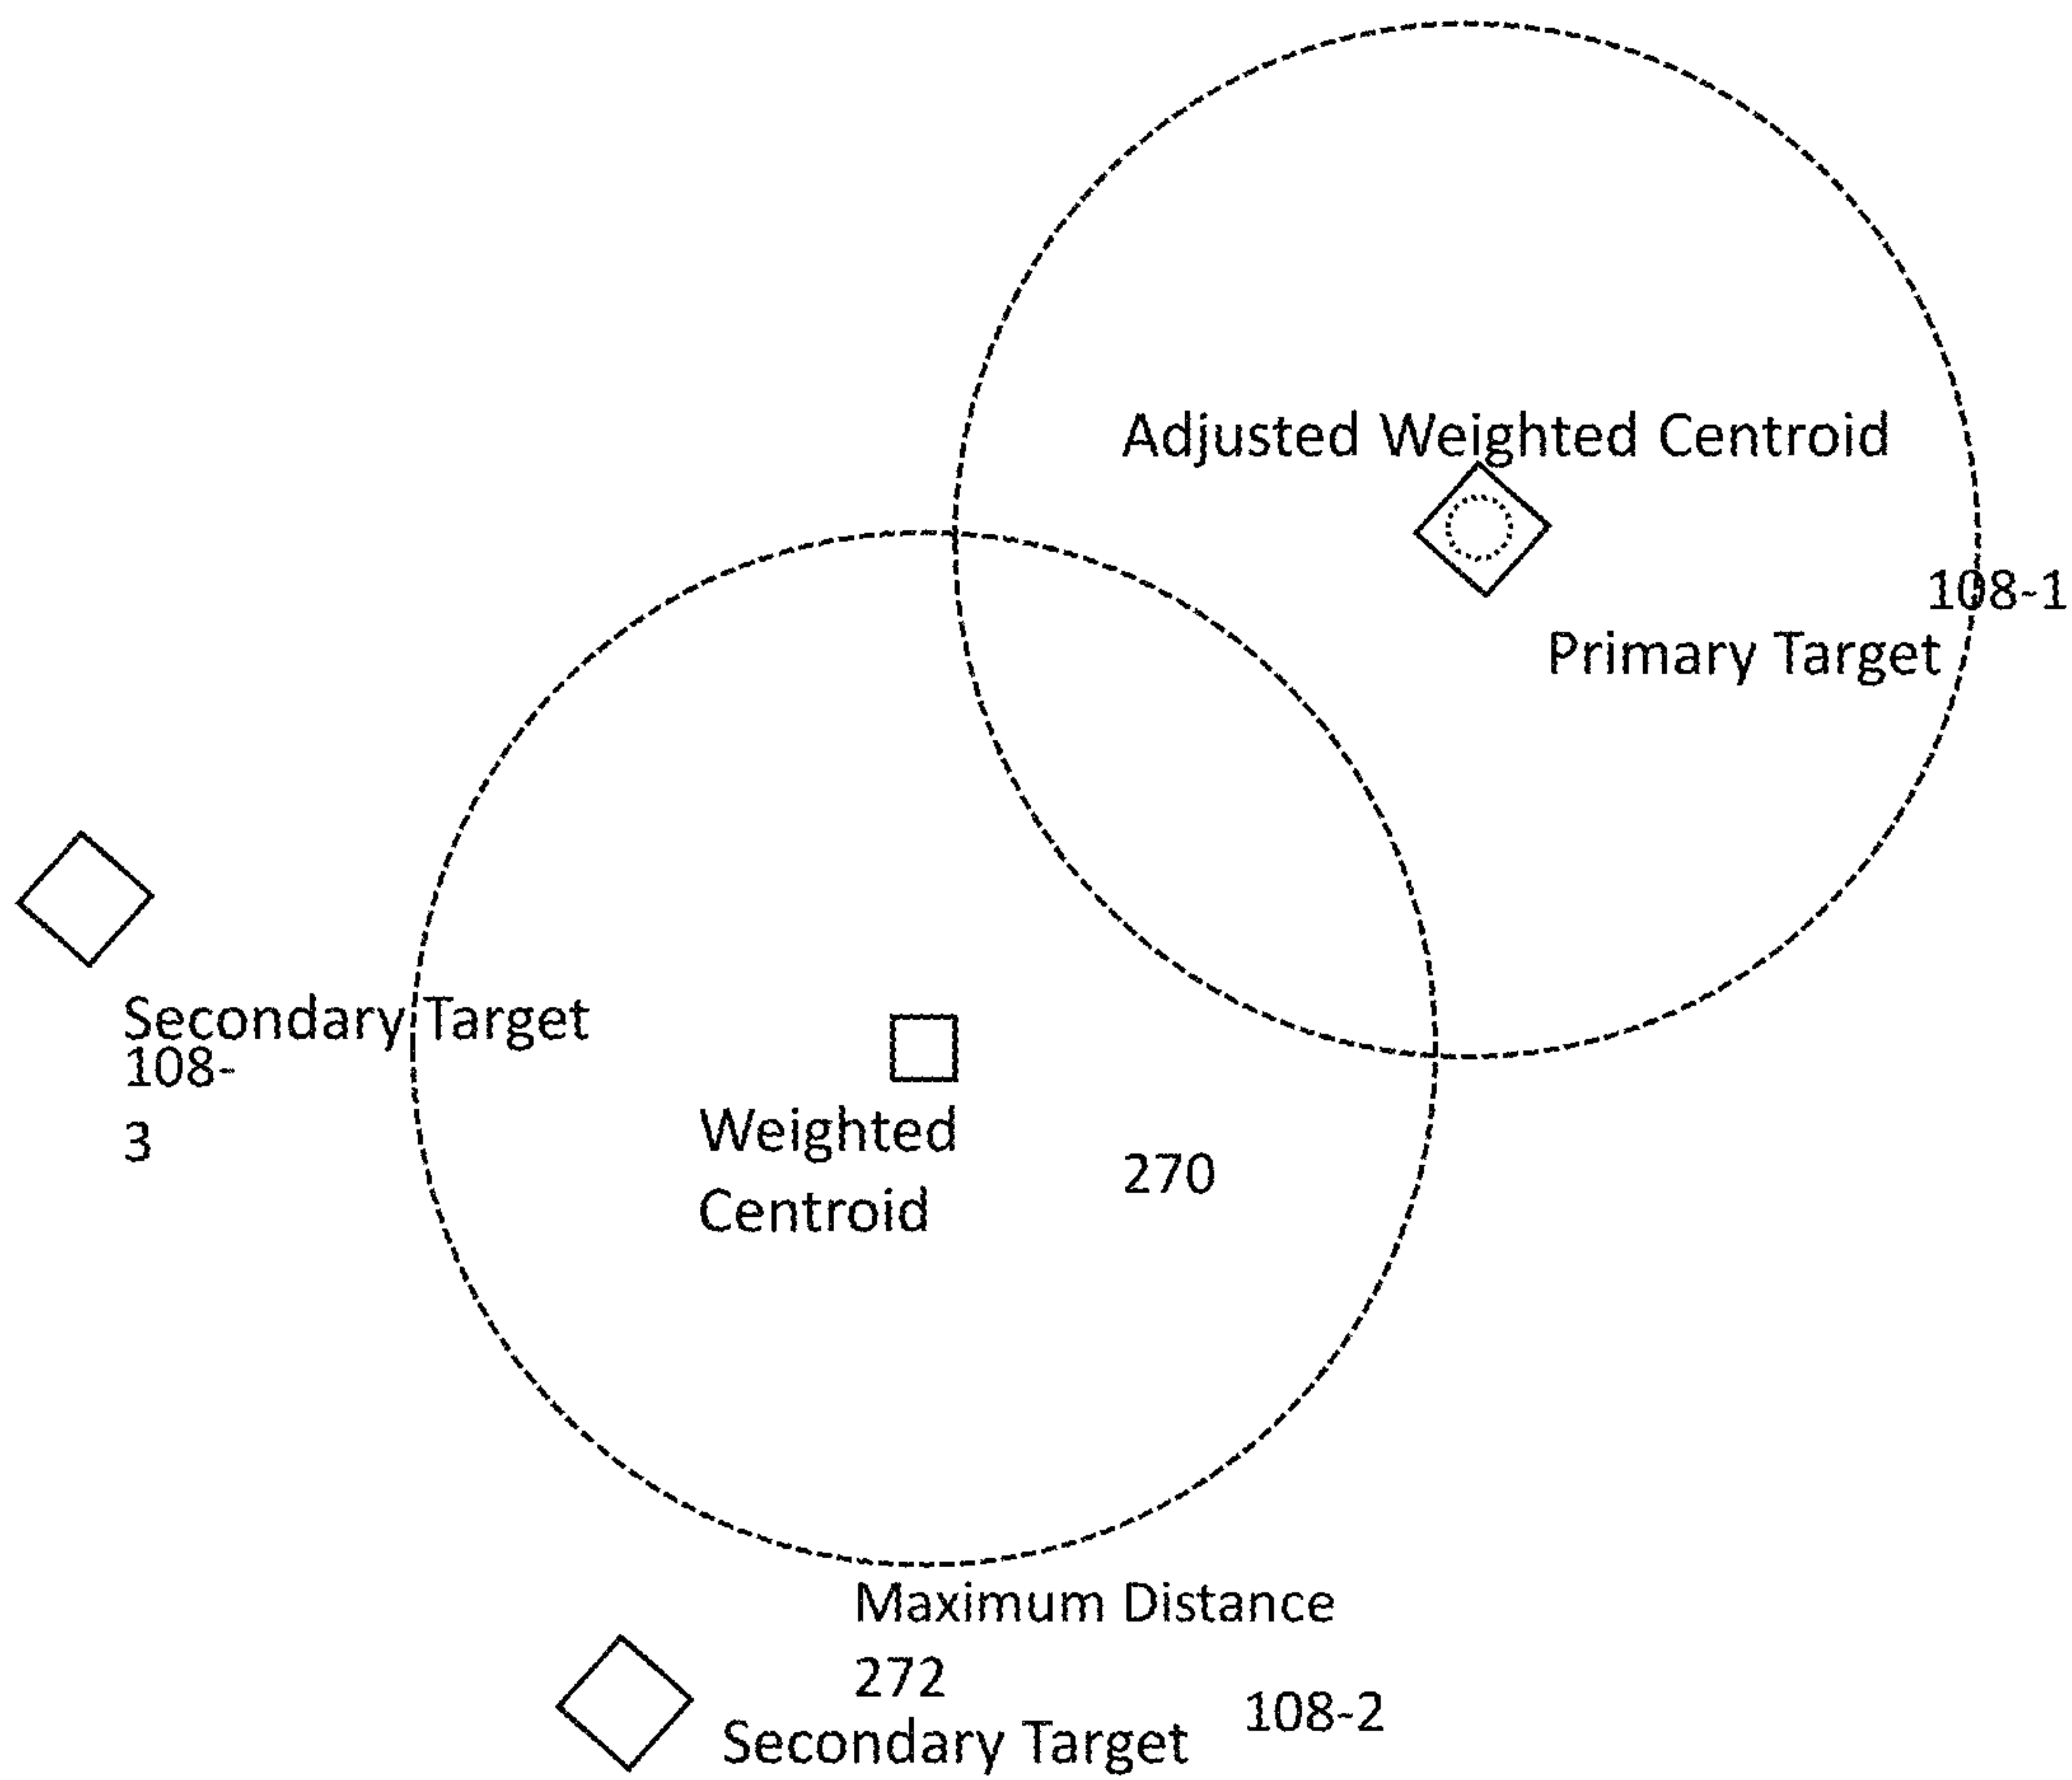 Adjusted Weighted Centroid
108-1
Primary Target
Secondary Target
108-
3
Weighted
Centroid
270
Maximum Distance
272
Secondary Target
108-2